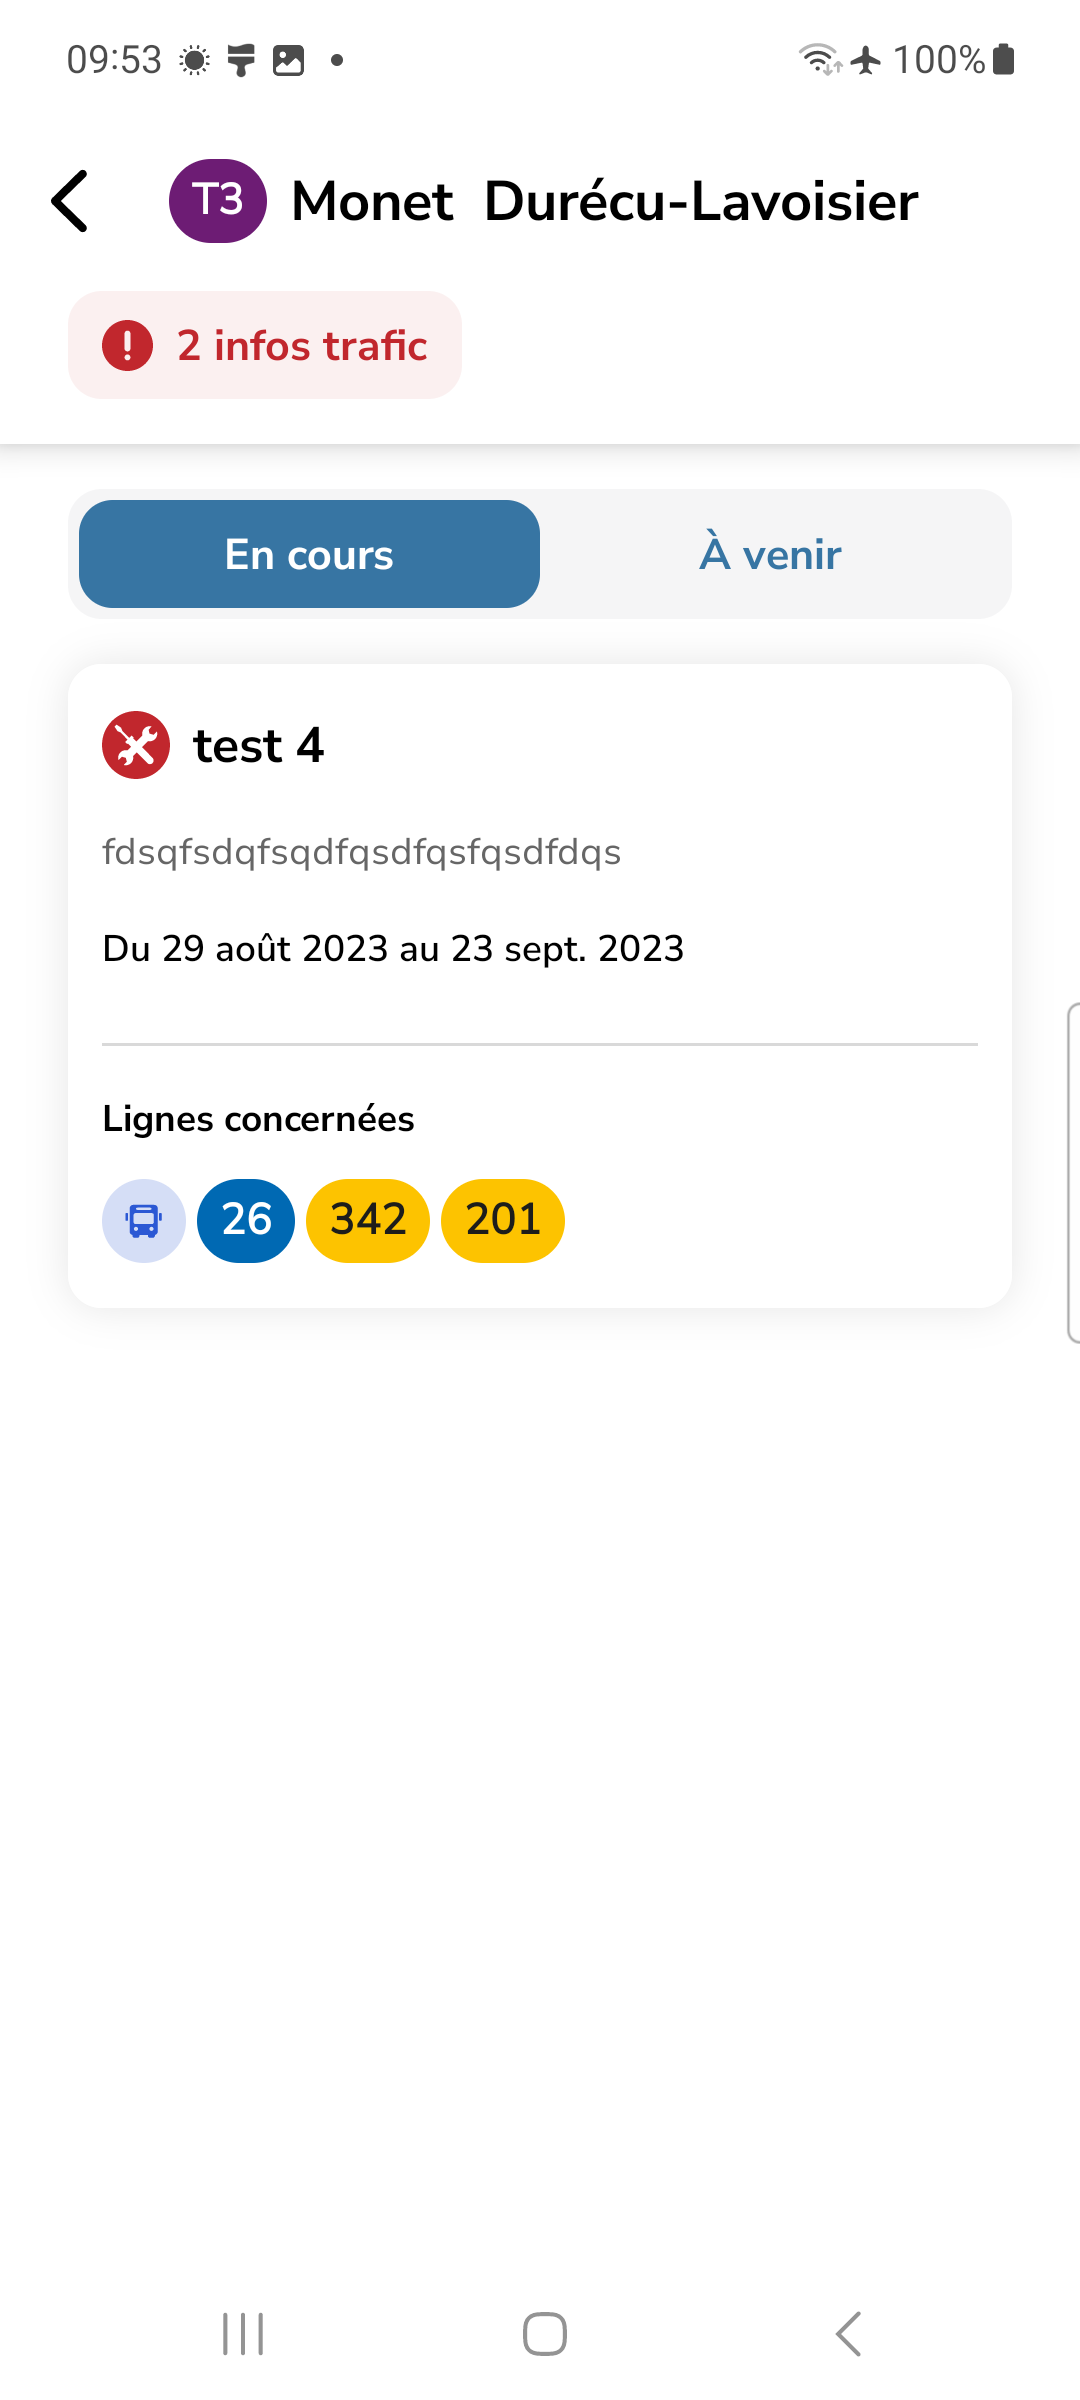 09:53 100%
T3 Monet Durécu-Lavoisier
2 infos trafic
En cours À venir
test 4
fdsqfsdqfsqdfqsdfqsfqsdfdqs
Du 29 août 2023 au 23 sept. 2023
Lignes concernées
26 342 201